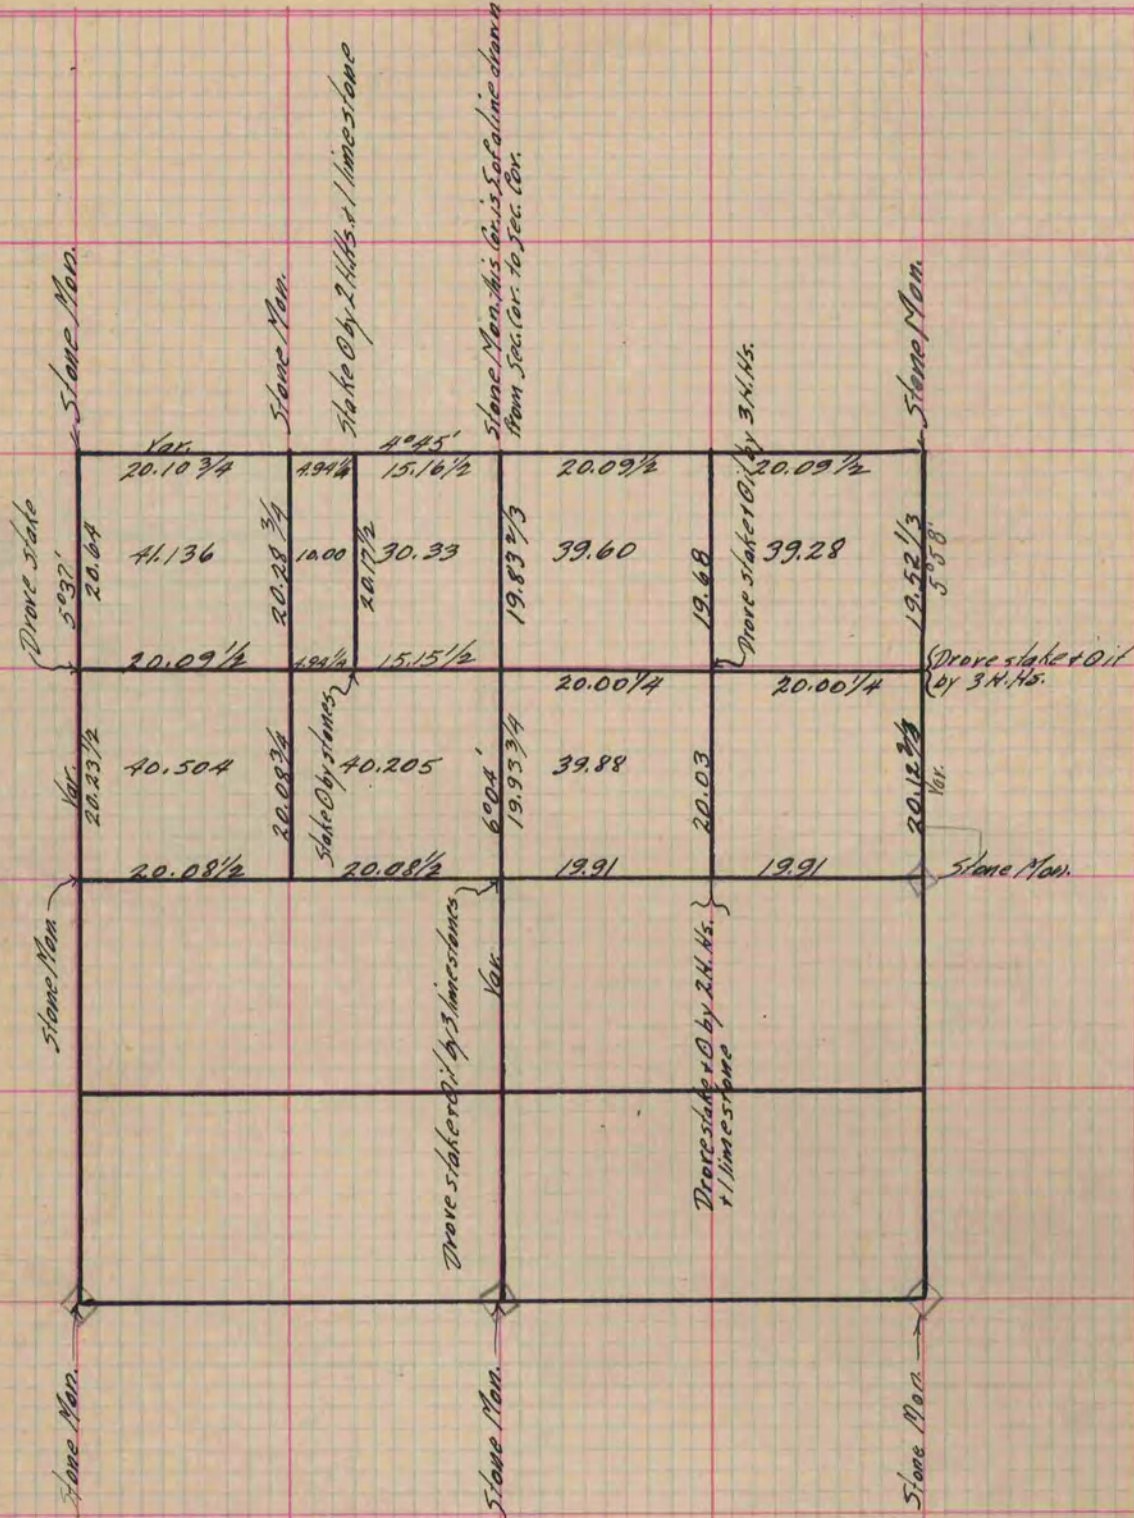 Stone Mon.
Stone Mon.
Stake ⊙ by 2 H.Hs. + 1 limestone
Stone Mon. this Cor. is S. of a line drawn
from Sec. Cor. to Sec. Cor.
Drove stake + ⊙ it by 3 H.Hs.
Stone Mon.
Var.
4°45'
20.10 3/4
4.94 1/4
15.16 1/2
20.09 1/2
20.09 1/2
Drove stake
5°37'
20.64
41.136
20.28 3/4
10.00
20.17 1/2
30.33
19.83 2/3
39.60
19.68
39.28
19.52 1/3
5°58'
20.09 1/2
4.94 1/4
15.15 1/2
20.00 1/4
20.00 1/4
Drove stake + ⊙ it
by 3 H.Hs.
Var.
20.23 1/2
40.504
20.08 3/4
Stake ⊙ by stones
40.205
6°04'
19.93 3/4
39.88
20.03
20.12 2/3
Var.
20.08 1/2
20.08 1/2
19.91
19.91
Stone Mon.
Stone Mon.
Drove stake + ⊙ it by 3 limestones
Var.
Drove stake + ⊙ by 2 H.Hs.
+ 1 limestone
Stone Mon.
Stone Mon.
Stone Mon.